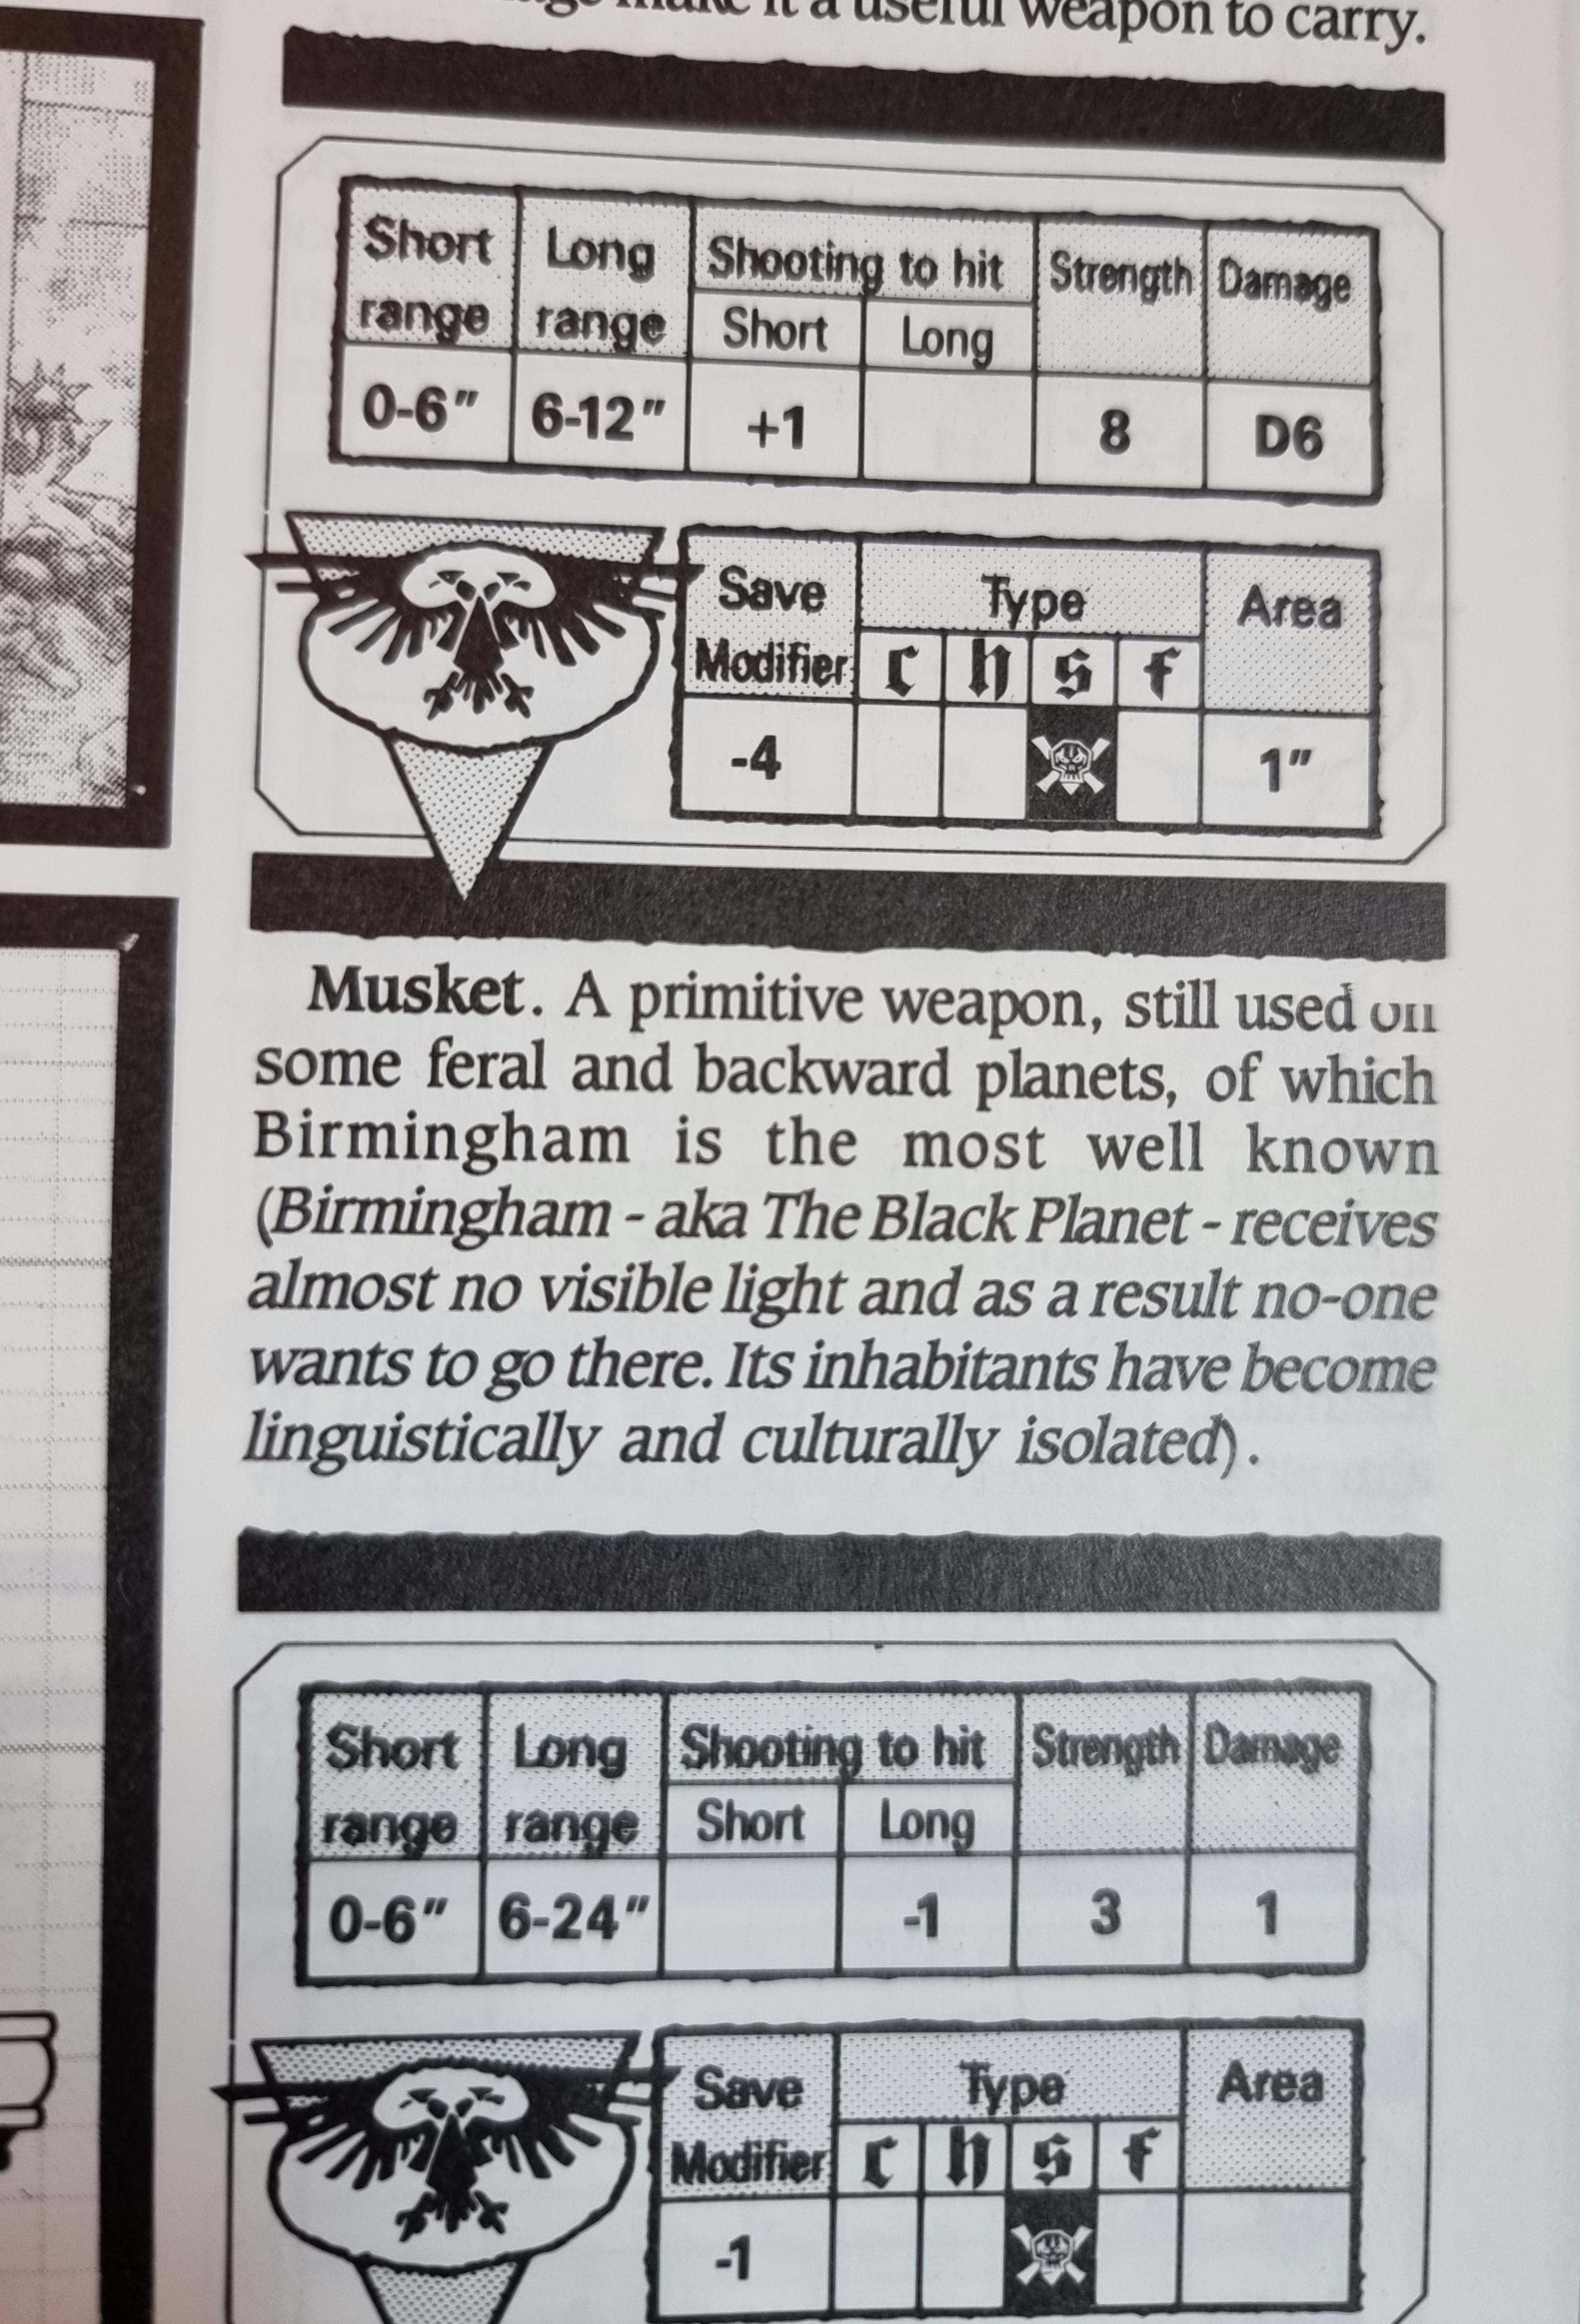 make it a useful weapon to carry.
Short range Long range Shooting to hit Strength Damage
Short Long
0-6" 6-12" +1 8 D6
Save Modifier Type Area
c h s f
-4 1"
Musket. A primitive weapon, still used on
some feral and backward planets, of which
Birmingham is the most well known
(Birmingham - aka The Black Planet - receives
almost no visible light and as a result no-one
wants to go there. Its inhabitants have become
linguistically and culturally isolated).
Short range Long range Shooting to hit Strength Damage
Short Long
0-6" 6-24" -1 3 1
Save Modifier Type Area
c h s f
-1